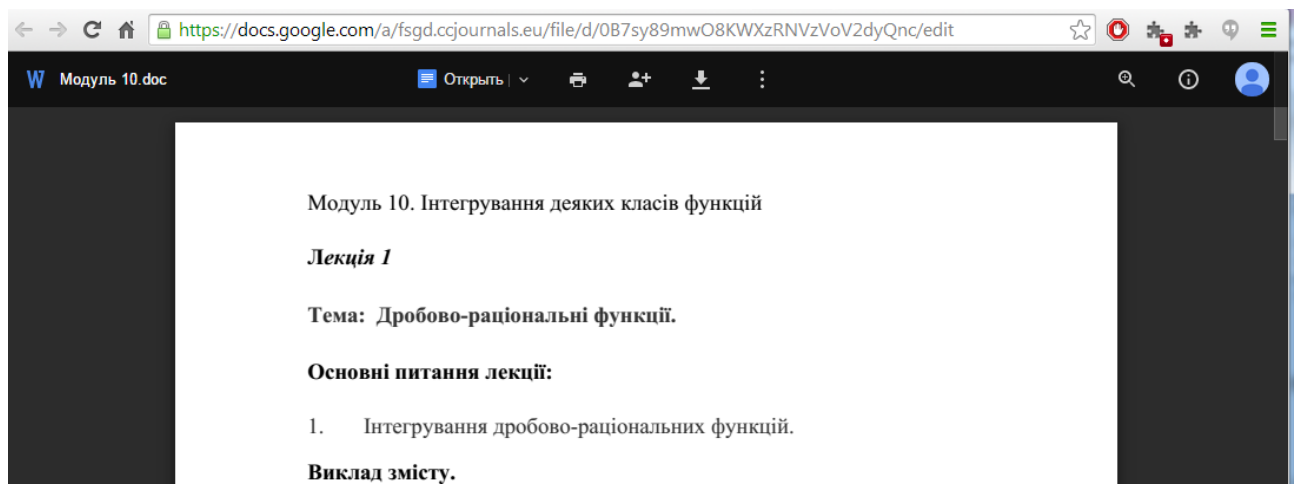 https://docs.google.com/a/fsgd.ccjournals.eu/file/d/0B7sy89mwO8KWXzRNVzVoV2dyQnc/edit
W Модуль 10.doc Открыть
Модуль 10. Інтегрування деяких класів функцій
Лекція 1
Тема: Дробово-раціональні функції.
Основні питання лекції:
1. Інтегрування дробово-раціональних функцій.
Виклад змісту.